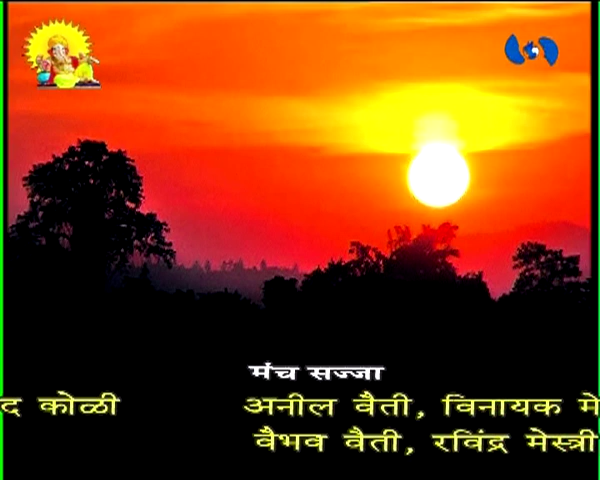 मंच सज्जा
द कोळी अनील वैती, विनायक मे
वैभव वैती, रविंद्र मेस्त्री